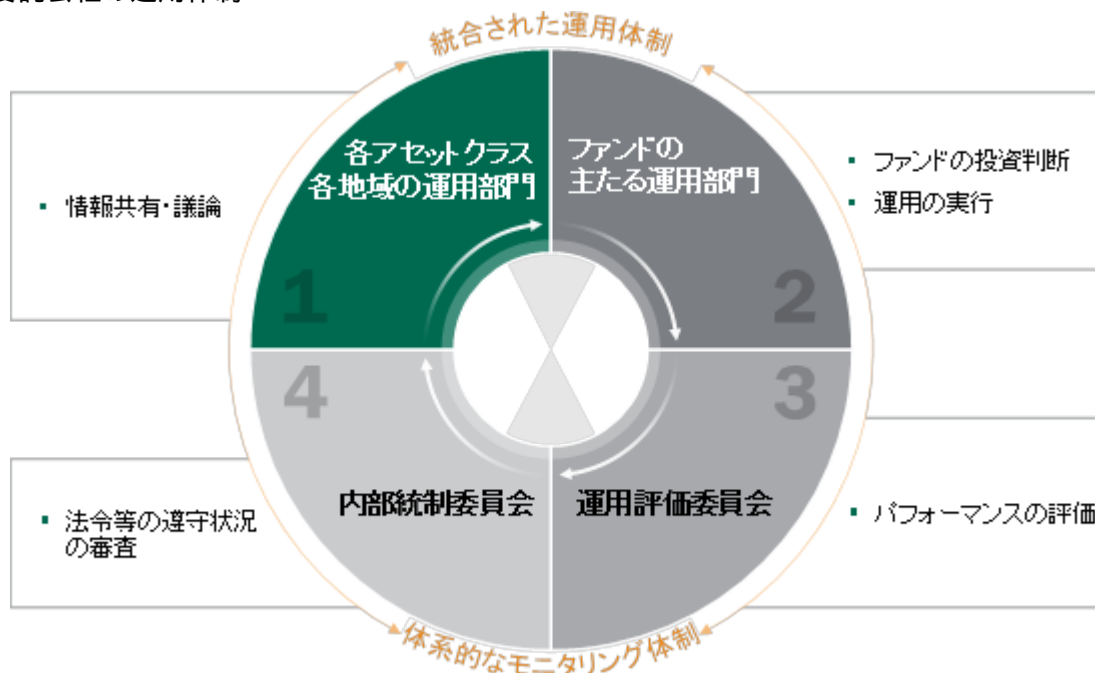 統合された運用体制
各アセットクラス
各地域の運用部門
ファンドの
主たる運用部門
▪ 情報共有・議論
▪ ファンドの投資判断
▪ 運用の実行
1
2
4
3
内部統制委員会
運用評価委員会
▪ 法令等の遵守状況
の審査
▪ パフォーマンスの評価
体系的なモニタリング体制